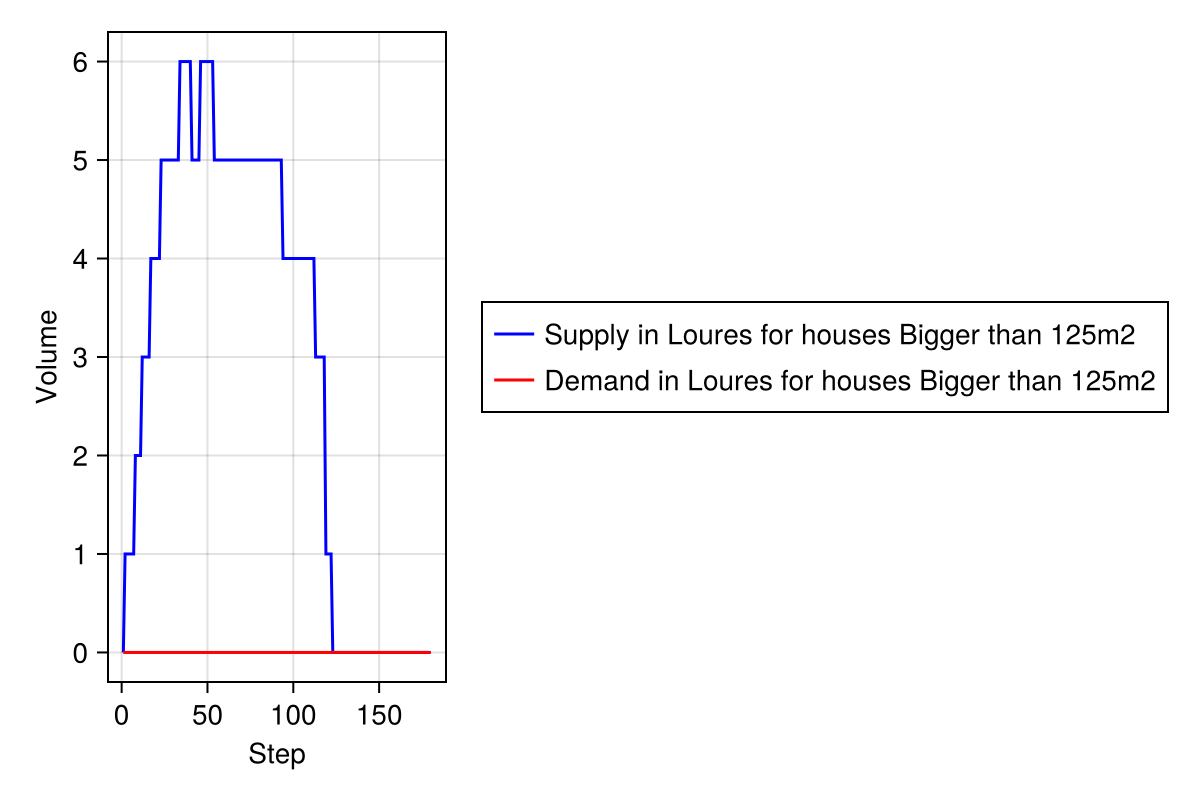 6
5
4
3
2
1
0
Volume
0 50 100 150
Step
Supply in Loures for houses Bigger than 125m2
Demand in Loures for houses Bigger than 125m2